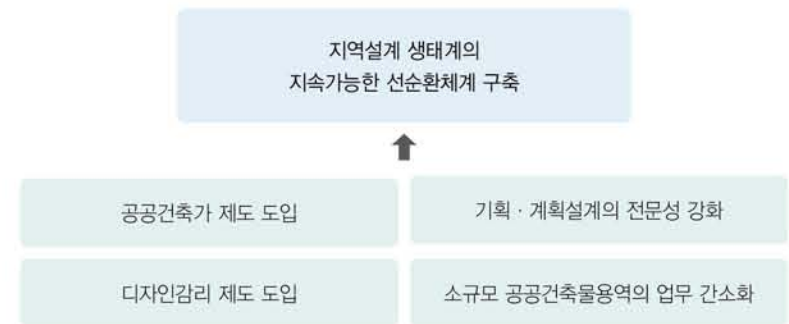 지역설계 생태계의
지속가능한 선순환체계 구축
공공건축가 제도 도입
기획 · 계획설계의 전문성 강화
디자인감리 제도 도입
소규모 공공건축물용역의 업무 간소화